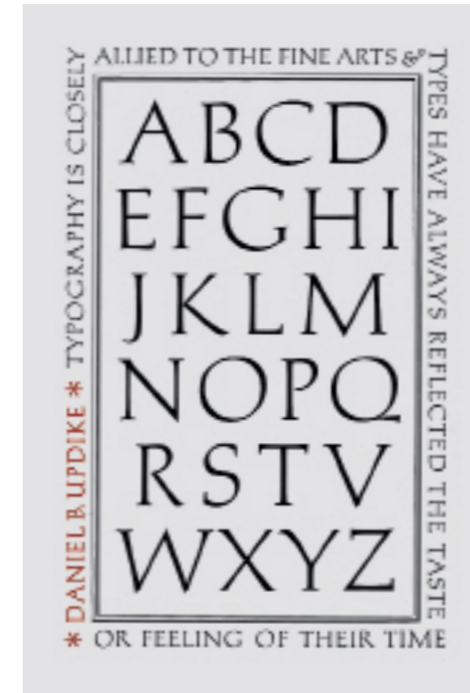 * DANIEL B. UPDIKE * TYPOGRAPHY IS CLOSELY
ALLIED TO THE FINE ARTS &
TYPES HAVE ALWAYS REFLECTED THE TASTE
OR FEELING OF THEIR TIME
ABCD
EFGHI
JKLM
NOPQ
RSTV
WXYZ